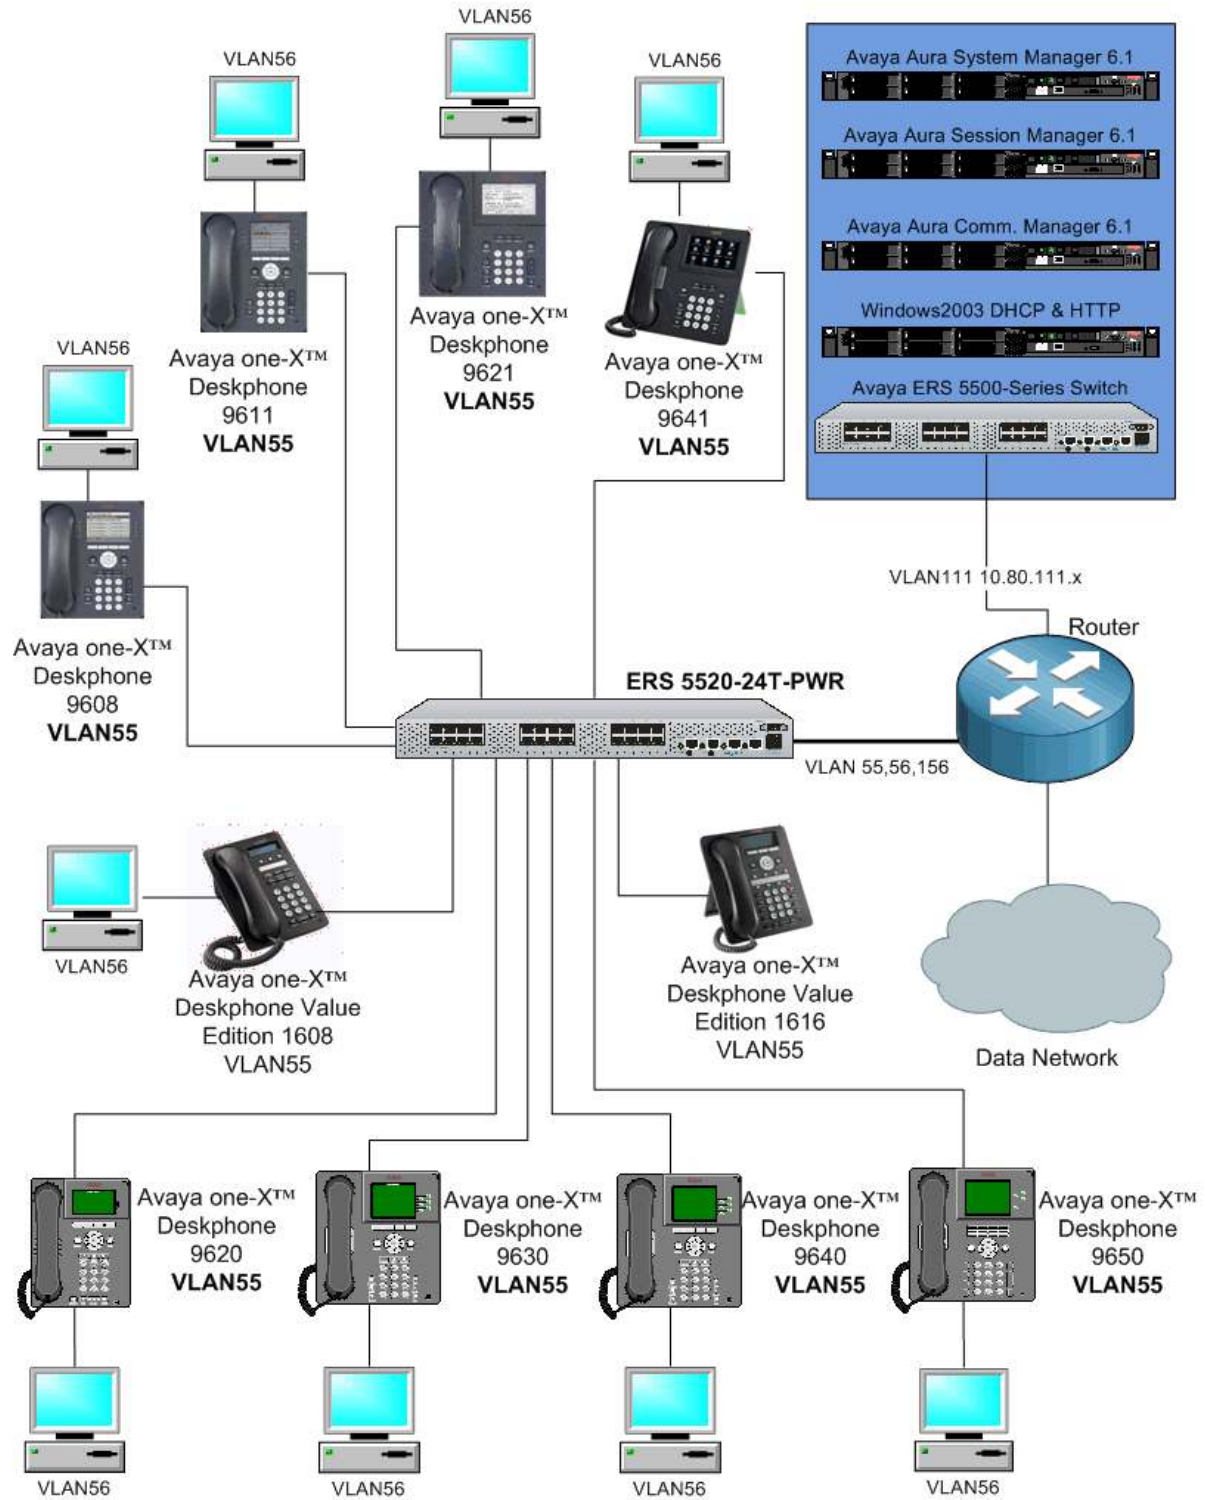 VLAN56
VLAN56
VLAN56
Avaya Aura System Manager 6.1
Avaya Aura Session Manager 6.1
Avaya Aura Comm. Manager 6.1
Windows2003 DHCP & HTTP
Avaya ERS 5500-Series Switch
Avaya one-X™
Deskphone
9621
VLAN55
Avaya one-X™
Deskphone
9611
VLAN55
Avaya one-X™
Deskphone
9641
VLAN55
VLAN56
VLAN111 10.80.111.x
Router
Avaya one-X™
Deskphone
9608
VLAN55
ERS 5520-24T-PWR
VLAN 55,56,156
VLAN56
Avaya one-X™
Deskphone Value
Edition 1608
VLAN55
Avaya one-X™
Deskphone Value
Edition 1616
VLAN55
Data Network
Avaya one-X™
Deskphone
9620
VLAN55
Avaya one-X™
Deskphone
9630
VLAN55
Avaya one-X™
Deskphone
9640
VLAN55
Avaya one-X™
Deskphone
9650
VLAN55
VLAN56
VLAN56
VLAN56
VLAN56